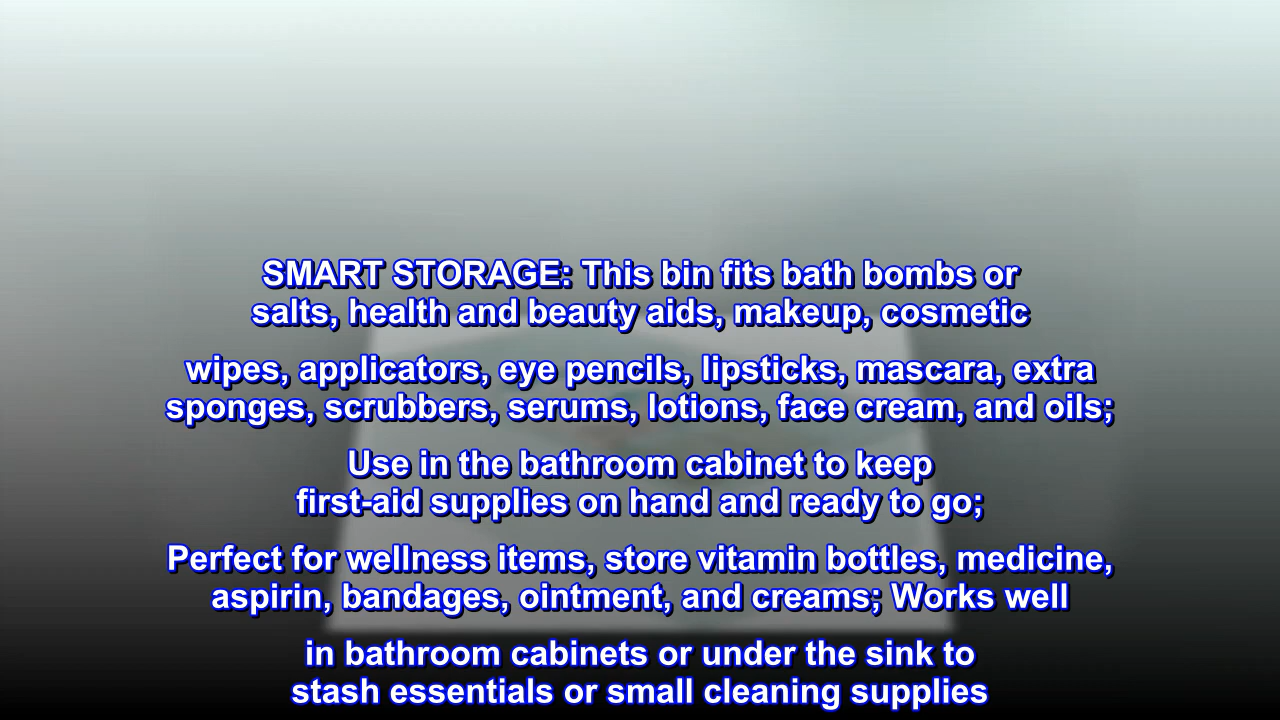 SMART STORAGE: This bin fits bath bombs or
salts, health and beauty aids, makeup, cosmetic
wipes, applicators, eye pencils, lipsticks, mascara, extra
sponges, scrubbers, serums, lotions, face cream, and oils;
Use in the bathroom cabinet to keep
first-aid supplies on hand and ready to go;
Perfect for wellness items, store vitamin bottles, medicine,
aspirin, bandages, ointment, and creams; Works well
in bathroom cabinets or under the sink to
stash essentials or small cleaning supplies